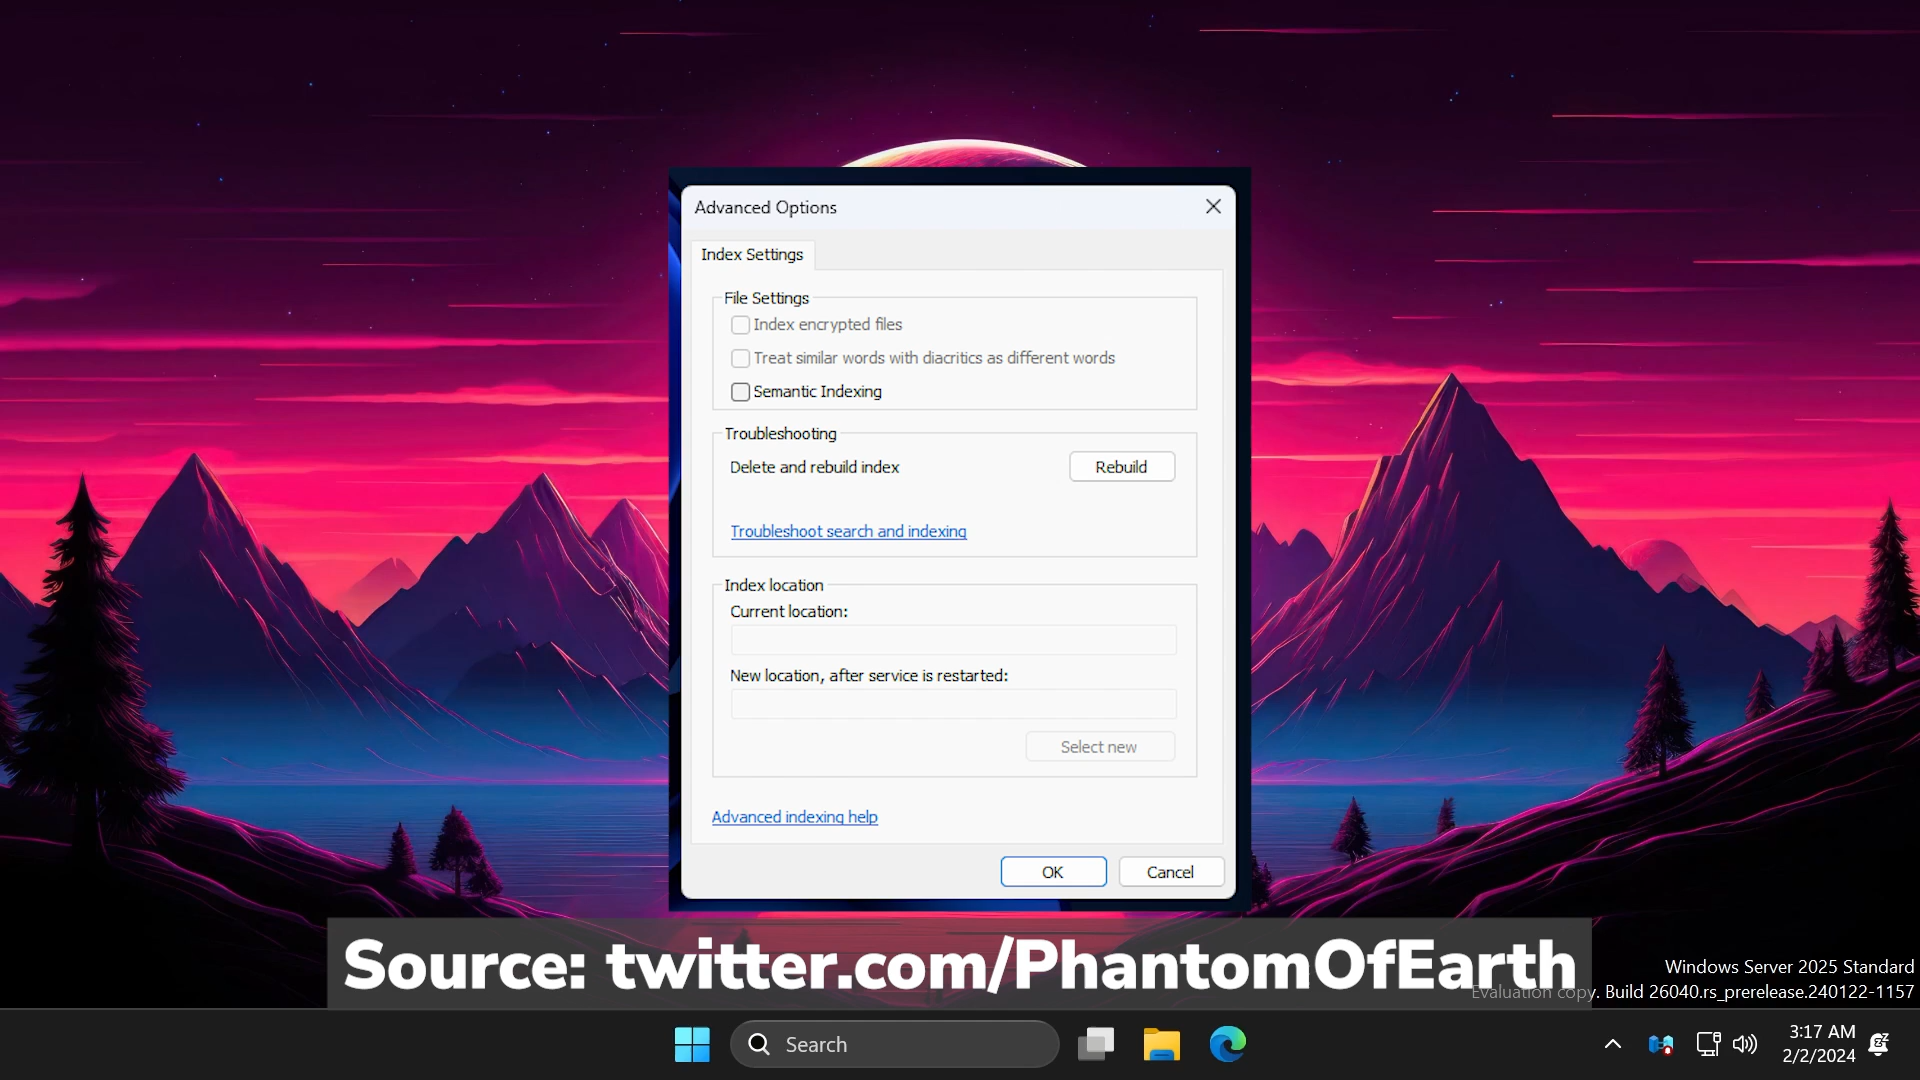 Advanced Options
Index Settings
File Settings
Index encrypted files
Treat similar words with diacritics as different words
Semantic Indexing
Troubleshooting
Delete and rebuild index
Rebuild
Troubleshoot search and indexing
Index location
Current location:
New location, after service is restarted:
Select new
Advanced indexing help
OK
Cancel
Source: twitter.com/PhantomOfEarth
Windows Server 2025 Standard
Evaluation copy. Build 26040.rs_prerelease.240122-1157
Search
3:17 AM
2/2/2024